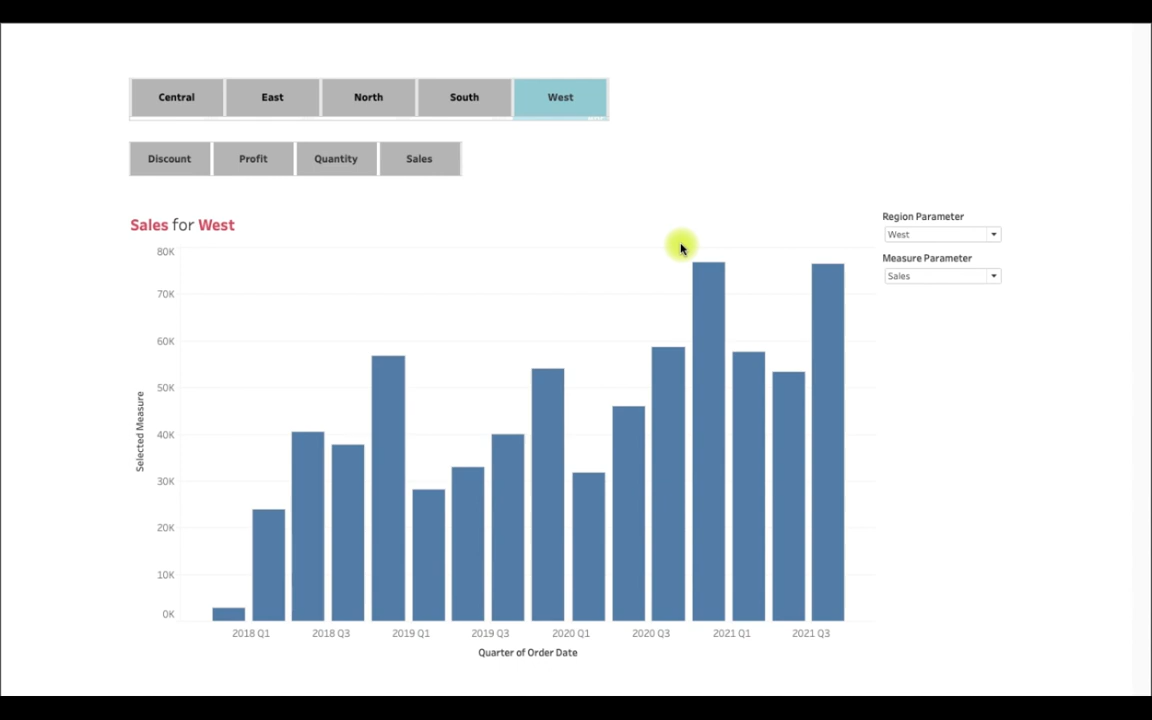 Central East North South West
Discount Profit Quantity Sales
Sales for West
Region Parameter
West
Measure Parameter
Sales
80K
70K
60K
50K
40K
30K
20K
10K
0K
Selected Measure
2018 Q1 2018 Q3 2019 Q1 2019 Q3 2020 Q1 2020 Q3 2021 Q1 2021 Q3
Quarter of Order Date